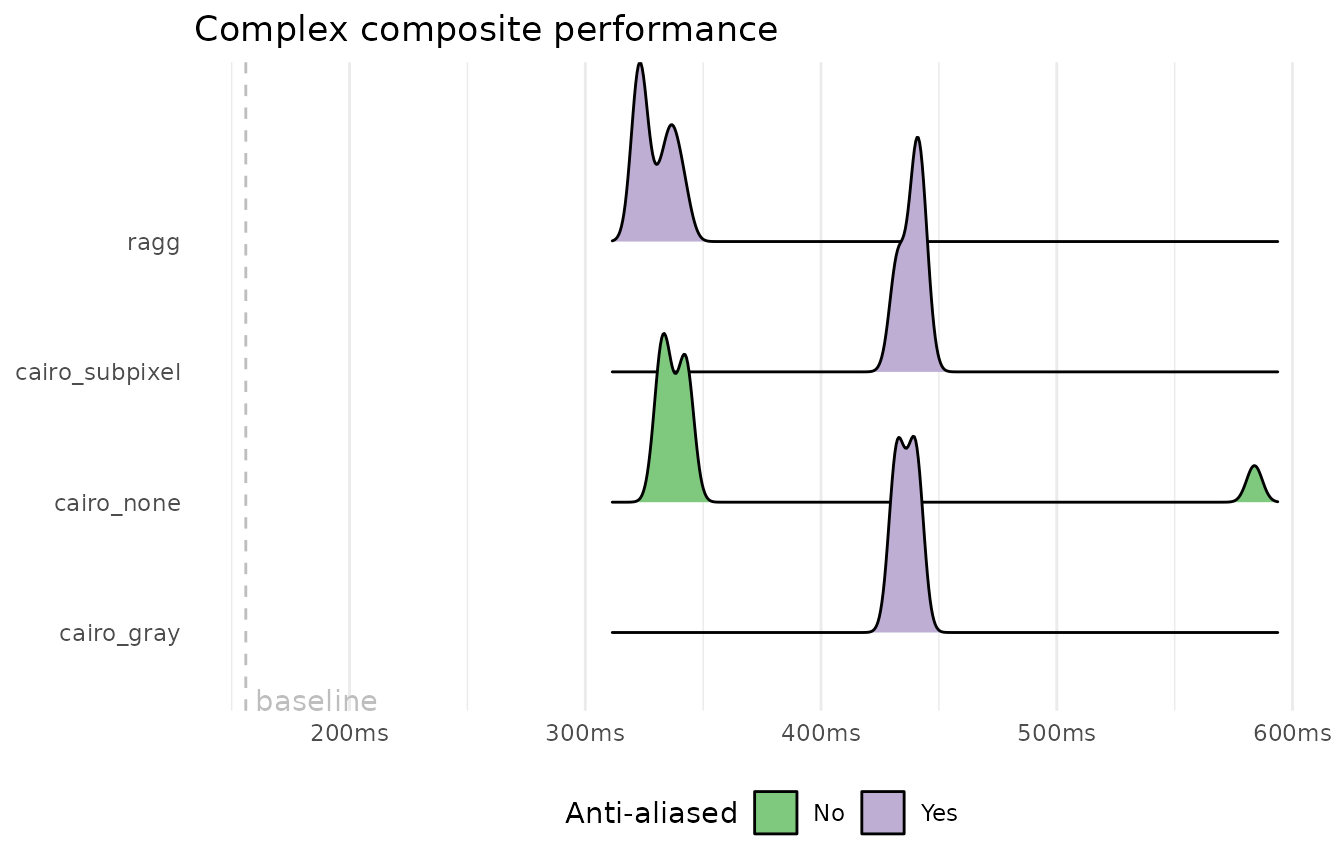 Complex composite performance
ragg
cairo_subpixel
cairo_none
cairo_gray
baseline
200ms 300ms 400ms 500ms 600ms
Anti-aliased No Yes